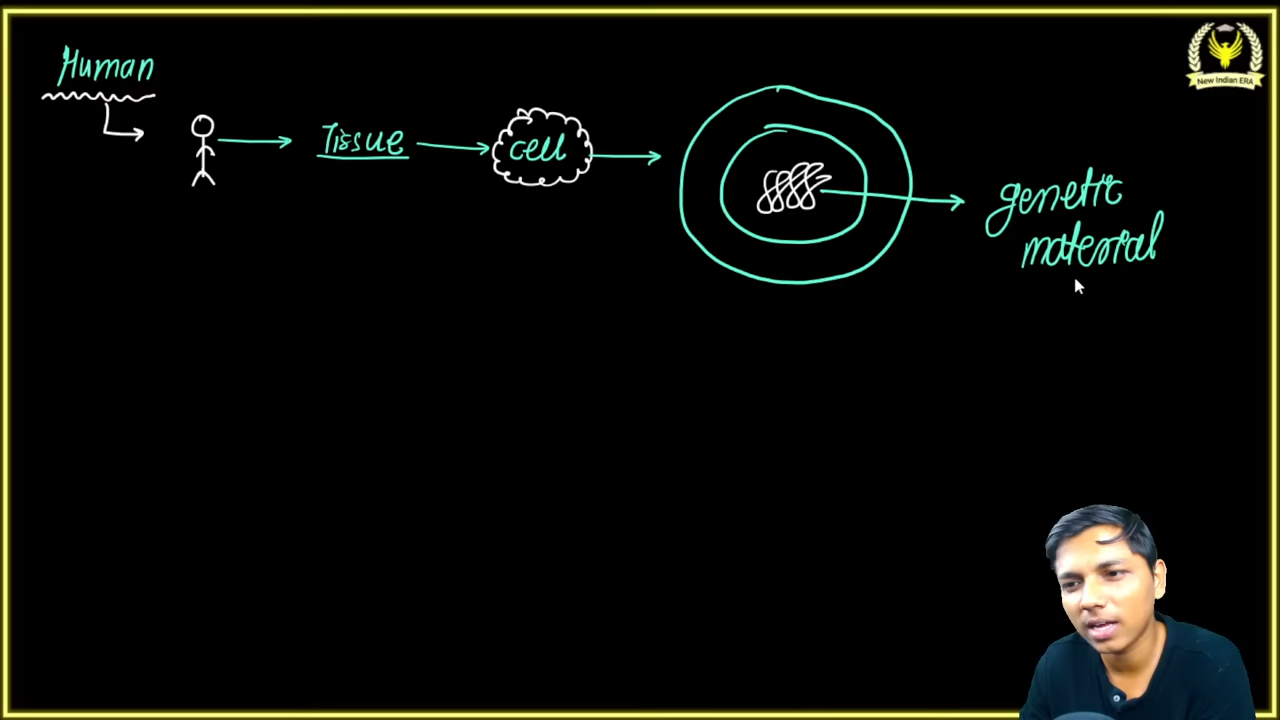 Human
Tissue
cell
genetic
material
New Indian ERA